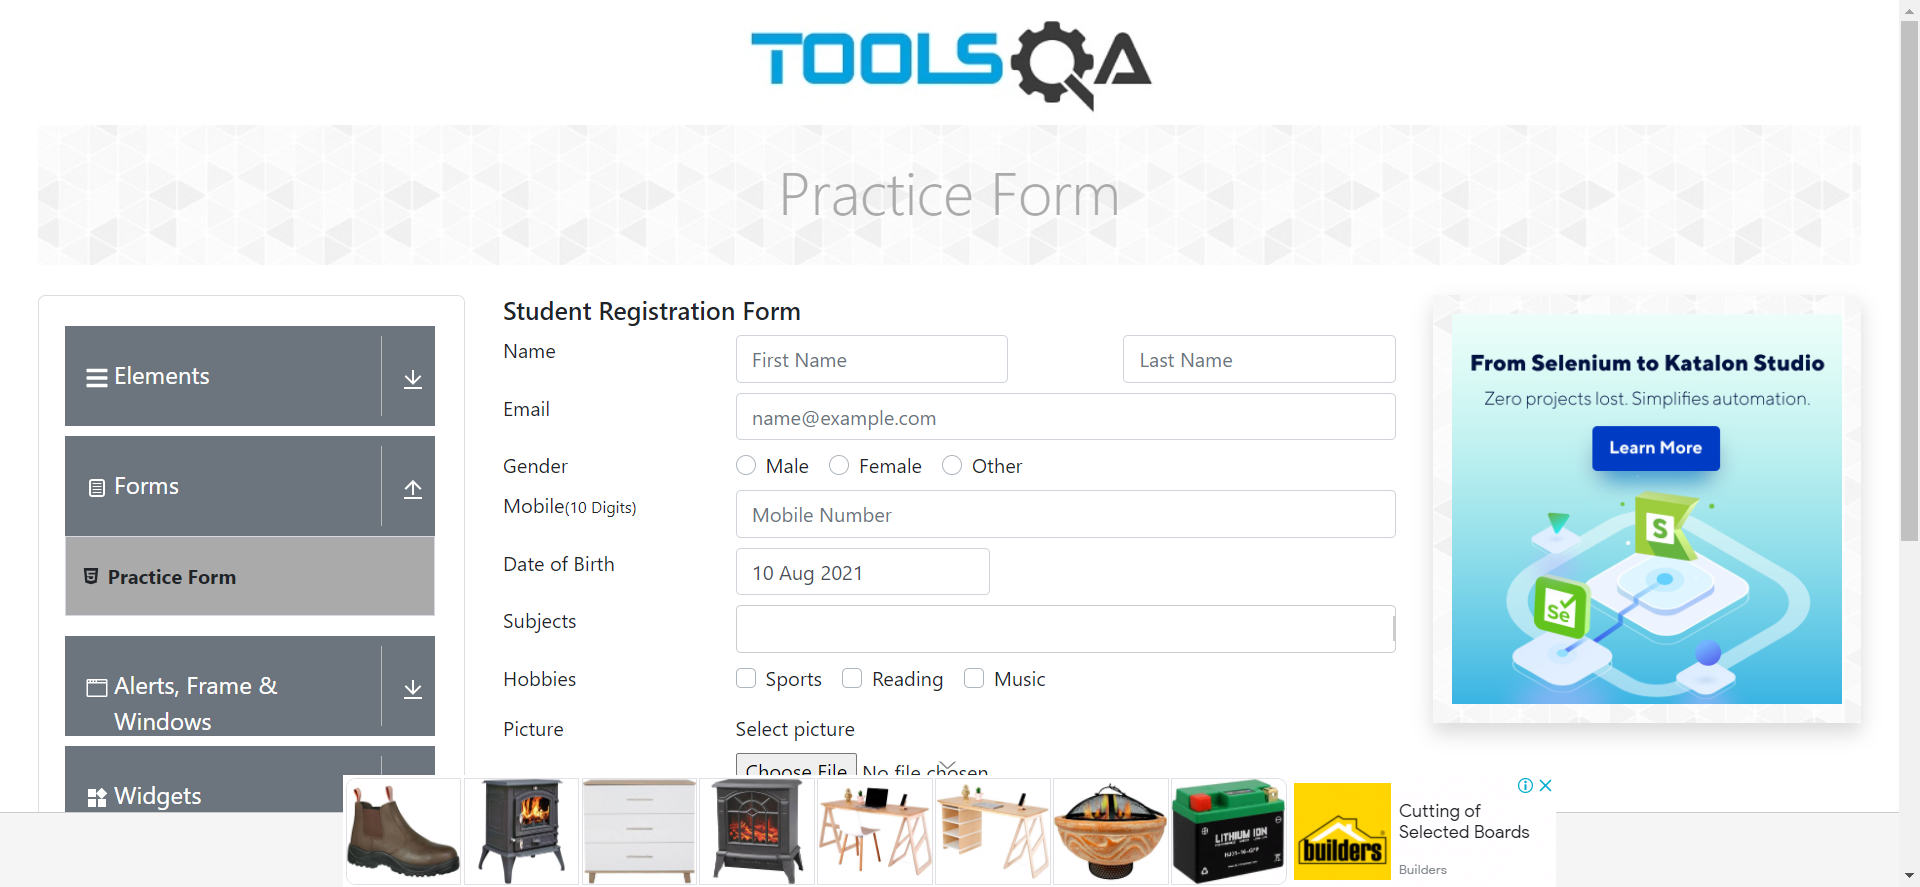 TOOLSQA
Practice Form
Elements
Forms
Practice Form
Alerts, Frame &
Windows
Widgets
Student Registration Form
Name First Name Last Name
Email name@example.com
Gender Male Female Other
Mobile(10 Digits) Mobile Number
Date of Birth 10 Aug 2021
Subjects
Hobbies Sports Reading Music
Picture Select picture
Choose File No file chosen
From Selenium to Katalon Studio
Zero projects lost. Simplifies automation.
Learn More
S
Se
LITHIUM ION
builders
Cutting of
Selected Boards
Builders